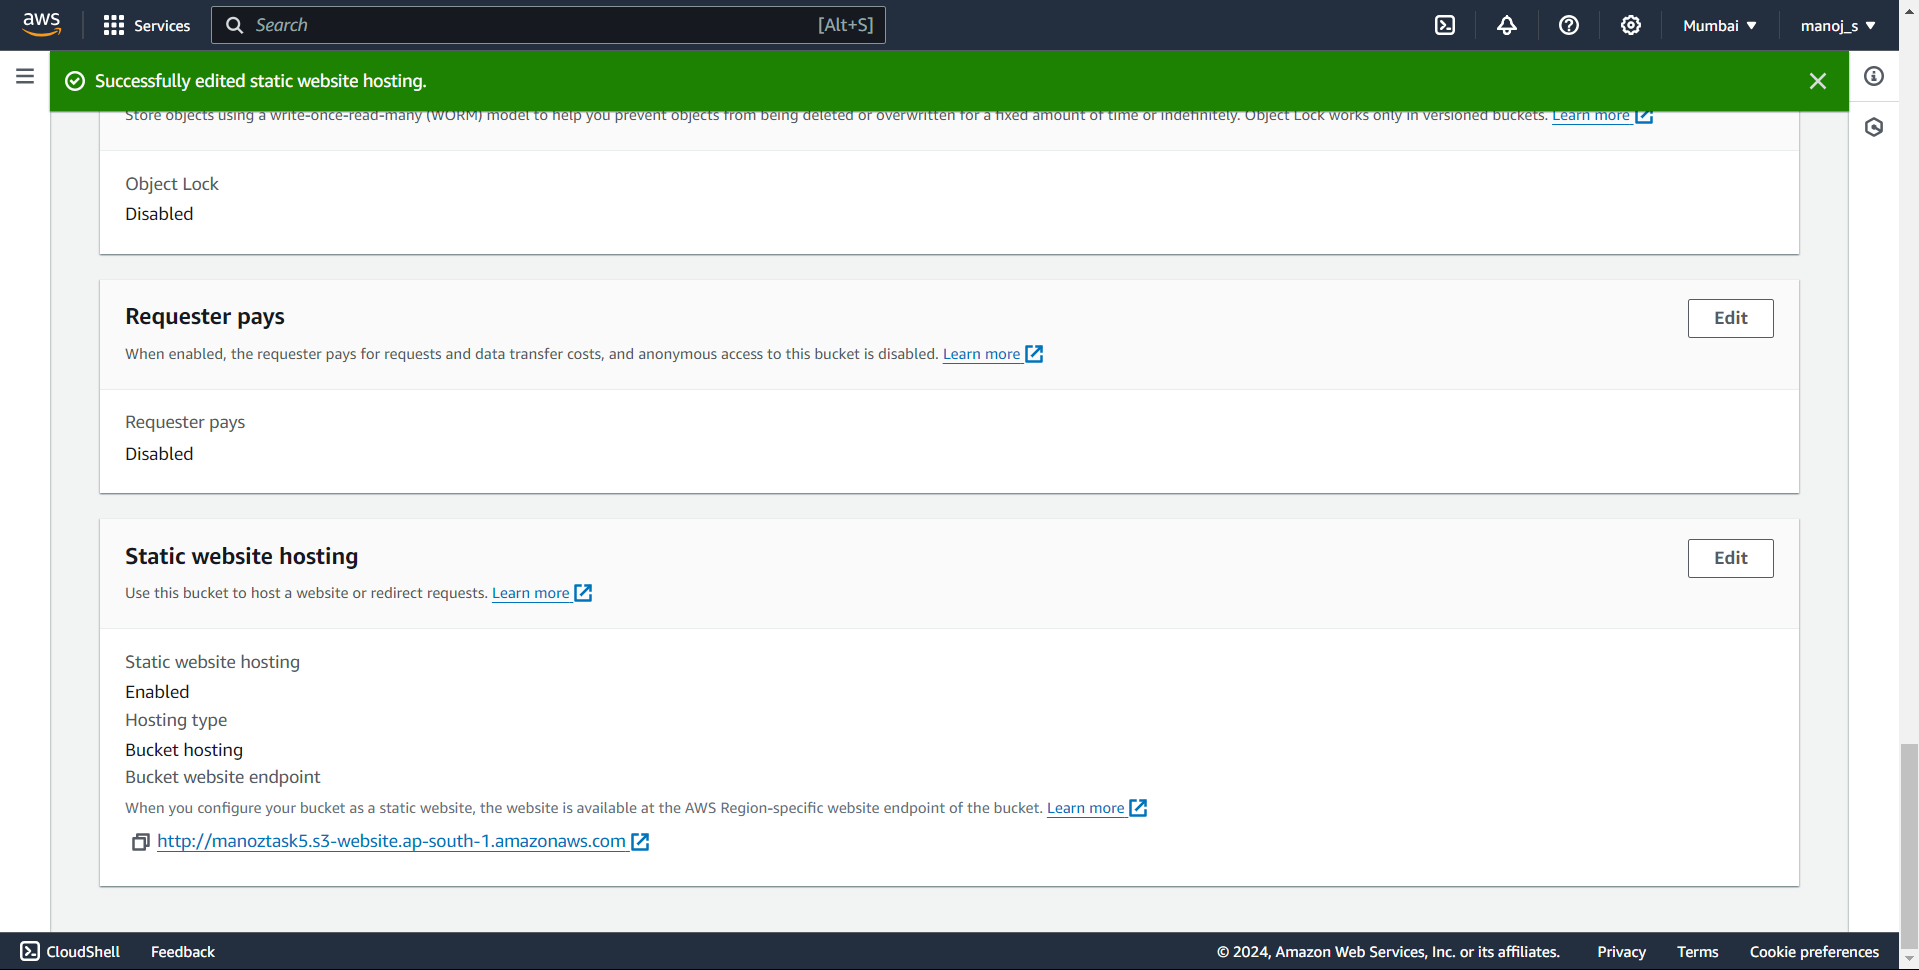 aws
Services
Search
[Alt+S]
Mumbai
manoj_s
Successfully edited static website hosting.
Store objects using a write-once-read-many (WORM) model to help you prevent objects from being deleted or overwritten for a fixed amount of time or indefinitely. Object Lock works only in versioned buckets. Learn more
Object Lock
Disabled
Requester pays
Edit
When enabled, the requester pays for requests and data transfer costs, and anonymous access to this bucket is disabled. Learn more
Requester pays
Disabled
Static website hosting
Edit
Use this bucket to host a website or redirect requests. Learn more
Static website hosting
Enabled
Hosting type
Bucket hosting
Bucket website endpoint
When you configure your bucket as a static website, the website is available at the AWS Region-specific website endpoint of the bucket. Learn more
http://manoztask5.s3-website.ap-south-1.amazonaws.com
CloudShell
Feedback
© 2024, Amazon Web Services, Inc. or its affiliates.
Privacy
Terms
Cookie preferences